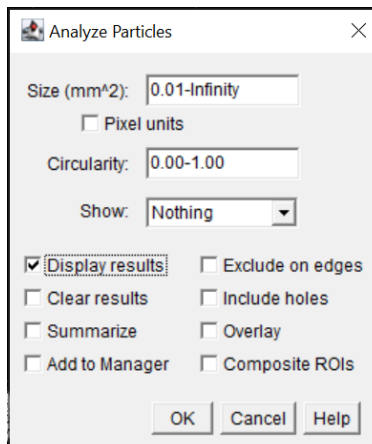 Analyze Particles
Size (mm^2): 0.01-Infinity
Pixel units
Circularity: 0.00-1.00
Show: Nothing
Display results Exclude on edges
Clear results Include holes
Summarize Overlay
Add to Manager Composite ROIs
OK Cancel Help